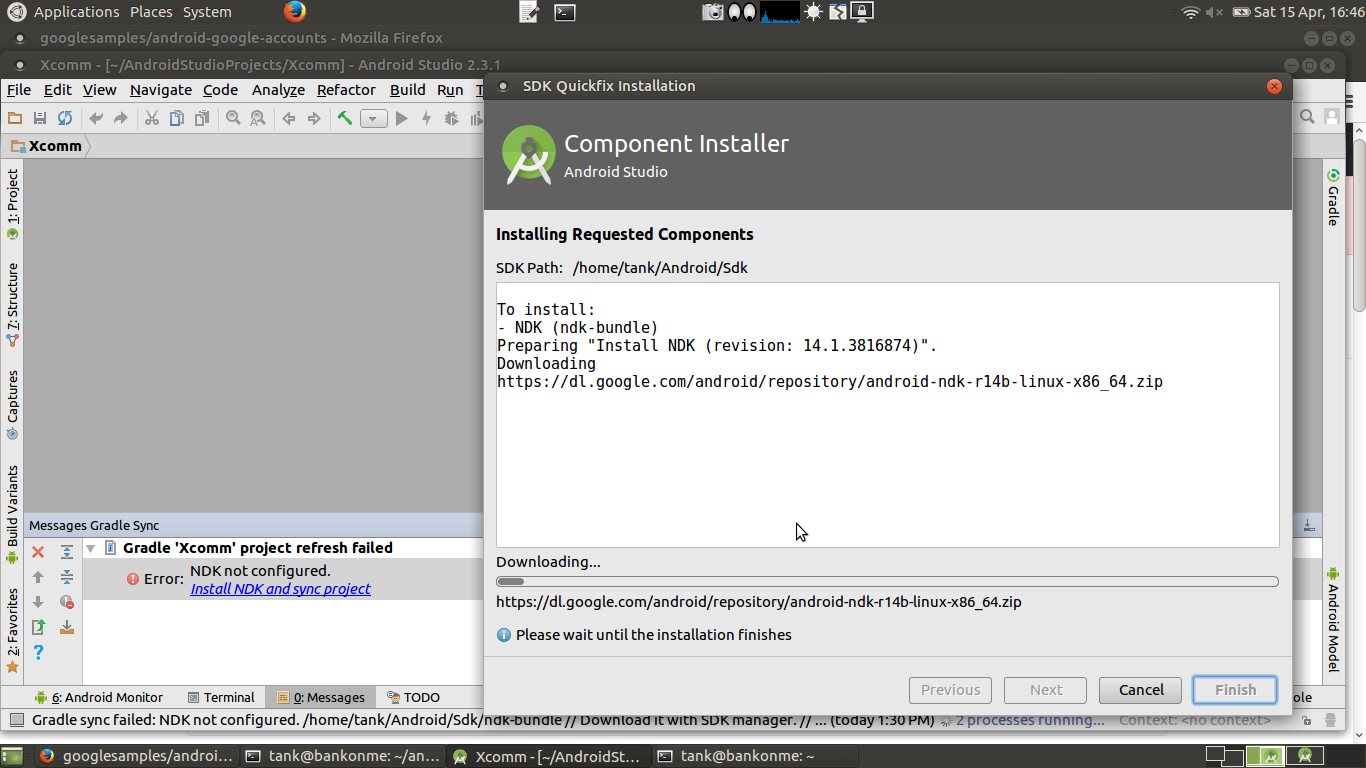 Applications Places System
Sat 15 Apr, 16:46
googlesamples/android-google-accounts - Mozilla Firefox
Xcomm - [~/AndroidStudioProjects/Xcomm] - Android Studio 2.3.1
File Edit View Navigate Code Analyze Refactor Build Run T
Xcomm
1: Project
7: Structure
Captures
Build Variants
2: Favorites
Gradle
Android Model
SDK Quickfix Installation
Component Installer
Android Studio
Installing Requested Components
SDK Path: /home/tank/Android/Sdk
To install:
- NDK (ndk-bundle)
Preparing "Install NDK (revision: 14.1.3816874)".
Downloading
https://dl.google.com/android/repository/android-ndk-r14b-linux-x86_64.zip
Downloading...
https://dl.google.com/android/repository/android-ndk-r14b-linux-x86_64.zip
Please wait until the installation finishes
Previous Next Cancel Finish
Messages Gradle Sync
Gradle 'Xcomm' project refresh failed
Error: NDK not configured.
Install NDK and sync project
6: Android Monitor Terminal 0: Messages TODO
ole
Gradle sync failed: NDK not configured. /home/tank/Android/Sdk/ndk-bundle // Download it with SDK manager. // ... (today 1:30 PM) 2 processes running... Context: <no context>
googlesamples/androi... tank@bankonme: ~/an... Xcomm - [~/AndroidSt... tank@bankonme: ~